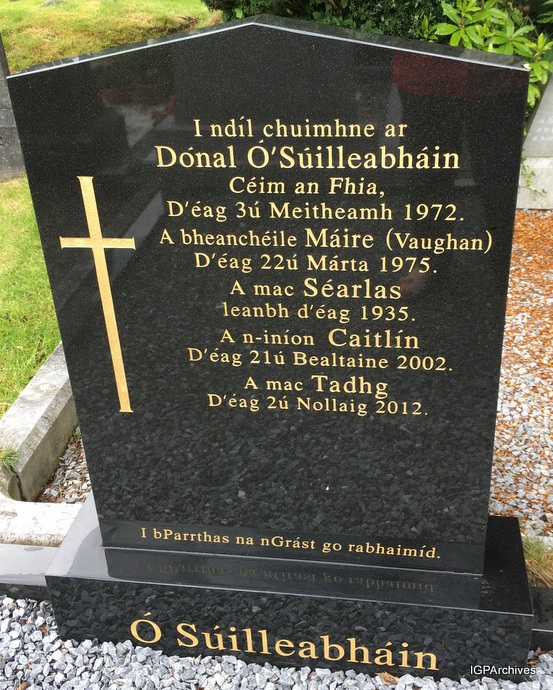 I ndíl chuimhne ar
Dónal Ó'Súilleabháin
Céim an Fhia,
D'éag 3ú Meitheamh 1972.
A bheanchéile Máire (Vaughan)
D'éag 22ú Márta 1975.
A mac Séarlas
leanbh d'éag 1935.
A n-iníon Caitlín
D'éag 21ú Bealtaine 2002.
A mac Tadhg
D'éag 2ú Nollaig 2012.
I bParrthas na nGrást go rabhaimíd.
Ó Súilleabháin
IGPArchives